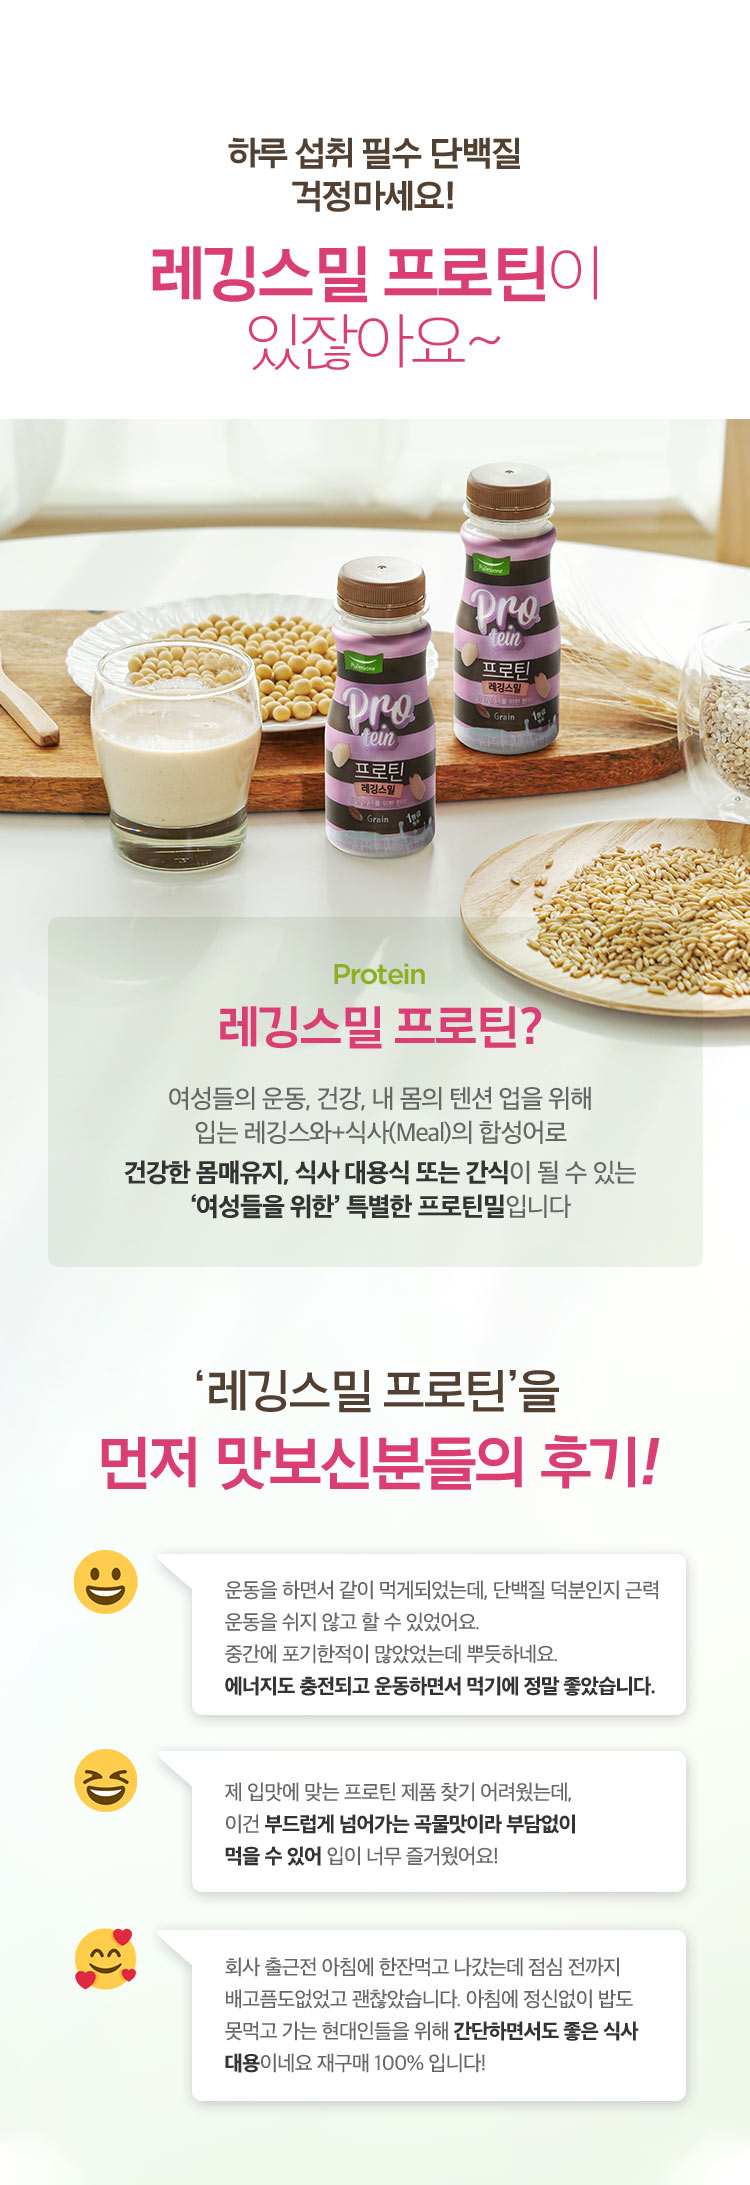 하루 섭취 필수 단백질
걱정마세요!
레깅스밀 프로틴이
있잖아요~
Pulmuone
Pro
tein
프로틴
레깅스밀
Grain
Pulmuone
Pro
tein
프로틴
레깅스밀
Grain
Protein
레깅스밀 프로틴?
여성들의 운동, 건강, 내 몸의 텐션 업을 위해
입는 레깅스와+식사(Meal)의 합성어로
건강한 몸매유지, 식사 대용식 또는 간식이 될 수 있는
‘여성들을 위한’ 특별한 프로틴밀입니다
‘레깅스밀 프로틴’을
먼저 맛보신분들의 후기!
운동을 하면서 같이 먹게되었는데, 단백질 덕분인지 근력
운동을 쉬지 않고 할 수 있었어요.
중간에 포기한적이 많았었는데 뿌듯하네요.
에너지도 충전되고 운동하면서 먹기에 정말 좋았습니다.
제 입맛에 맞는 프로틴 제품 찾기 어려웠는데,
이건 부드럽게 넘어가는 곡물맛이라 부담없이
먹을 수 있어 입이 너무 즐거웠어요!
회사 출근전 아침에 한잔먹고 나갔는데 점심 전까지
배고픔도없었고 괜찮았습니다. 아침에 정신없이 밥도
못먹고 가는 현대인들을 위해 간단하면서도 좋은 식사
대용이네요 재구매 100% 입니다!